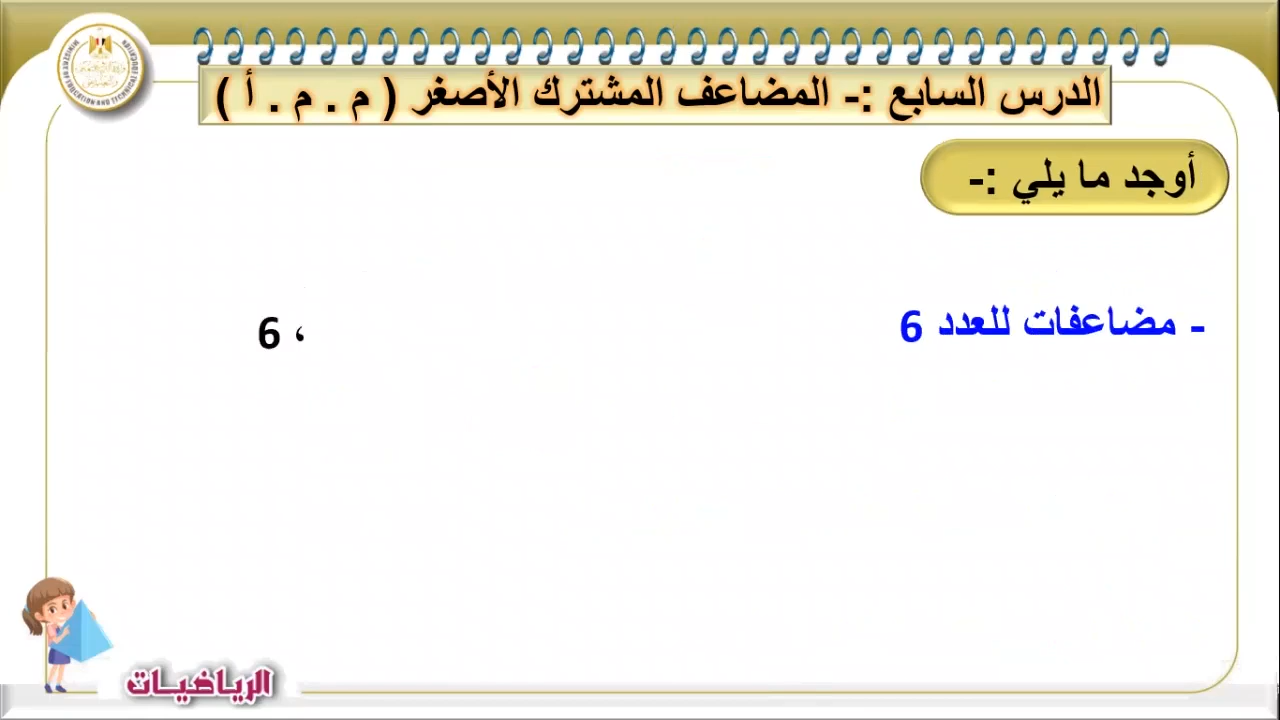 الدرس السابع :- المضاعف المشترك الأصغر ( م . م . أ )
أوجد ما يلي :-
- مضاعفات للعدد 6
، 6
الرياضيات